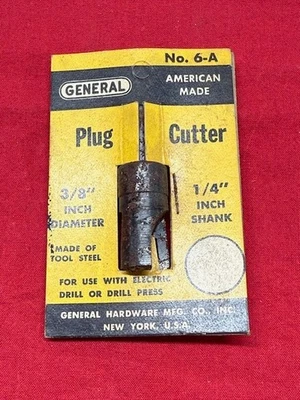 No. 6-A
GENERAL
AMERICAN
MADE
Plug Cutter
3/8"
INCH
DIAMETER
1/4"
INCH
SHANK
MADE OF
TOOL STEEL
FOR USE WITH ELECTRIC
DRILL OR DRILL PRESS
GENERAL HARDWARE MFG. CO., INC.
NEW YORK, U.S.A.